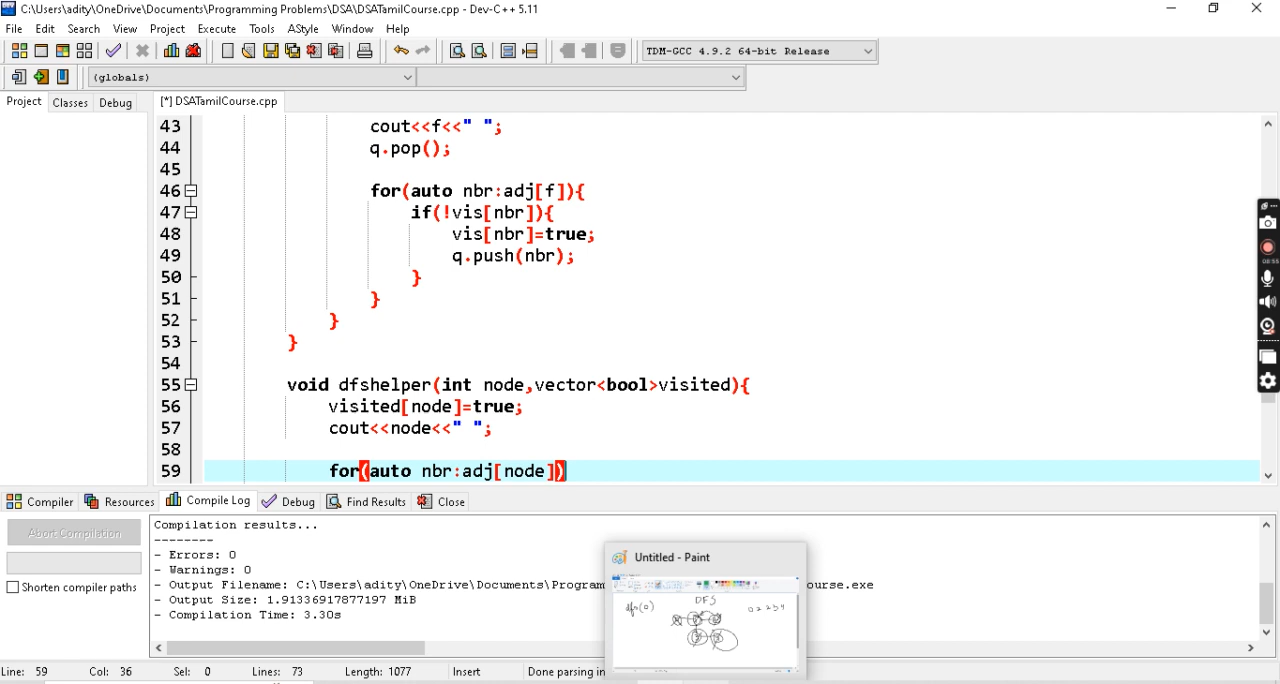 C:\Users\adity\OneDrive\Documents\Programming Problems\DSA\DSATamilCourse.cpp - Dev-C++ 5.11
File Edit Search View Project Execute Tools AStyle Window Help
TDM-GCC 4.9.2 64-bit Release
(globals)
Project Classes Debug [*] DSATamilCourse.cpp
43 cout<<f<<" ";
44 q.pop();
45
46 for(auto nbr:adj[f]){
47 if(!vis[nbr]){
48 vis[nbr]=true;
49 q.push(nbr);
50 }
51 }
52 }
53 }
54
55 void dfshelper(int node,vector<bool>visited){
56 visited[node]=true;
57 cout<<node<<" ";
58
59 for(auto nbr:adj[node])
Compiler Resources Compile Log Debug Find Results Close
Abort Compilation
Shorten compiler paths
Compilation results...
--------
- Errors: 0
- Warnings: 0
- Output Filename: C:\Users\adity\OneDrive\Documents\Program ourse.exe
- Output Size: 1.91336917877197 MiB
- Compilation Time: 3.30s
Untitled - Paint
DFS
dfs(0)
Line: 59 Col: 36 Sel: 0 Lines: 73 Length: 1077 Insert Done parsing in
08:55